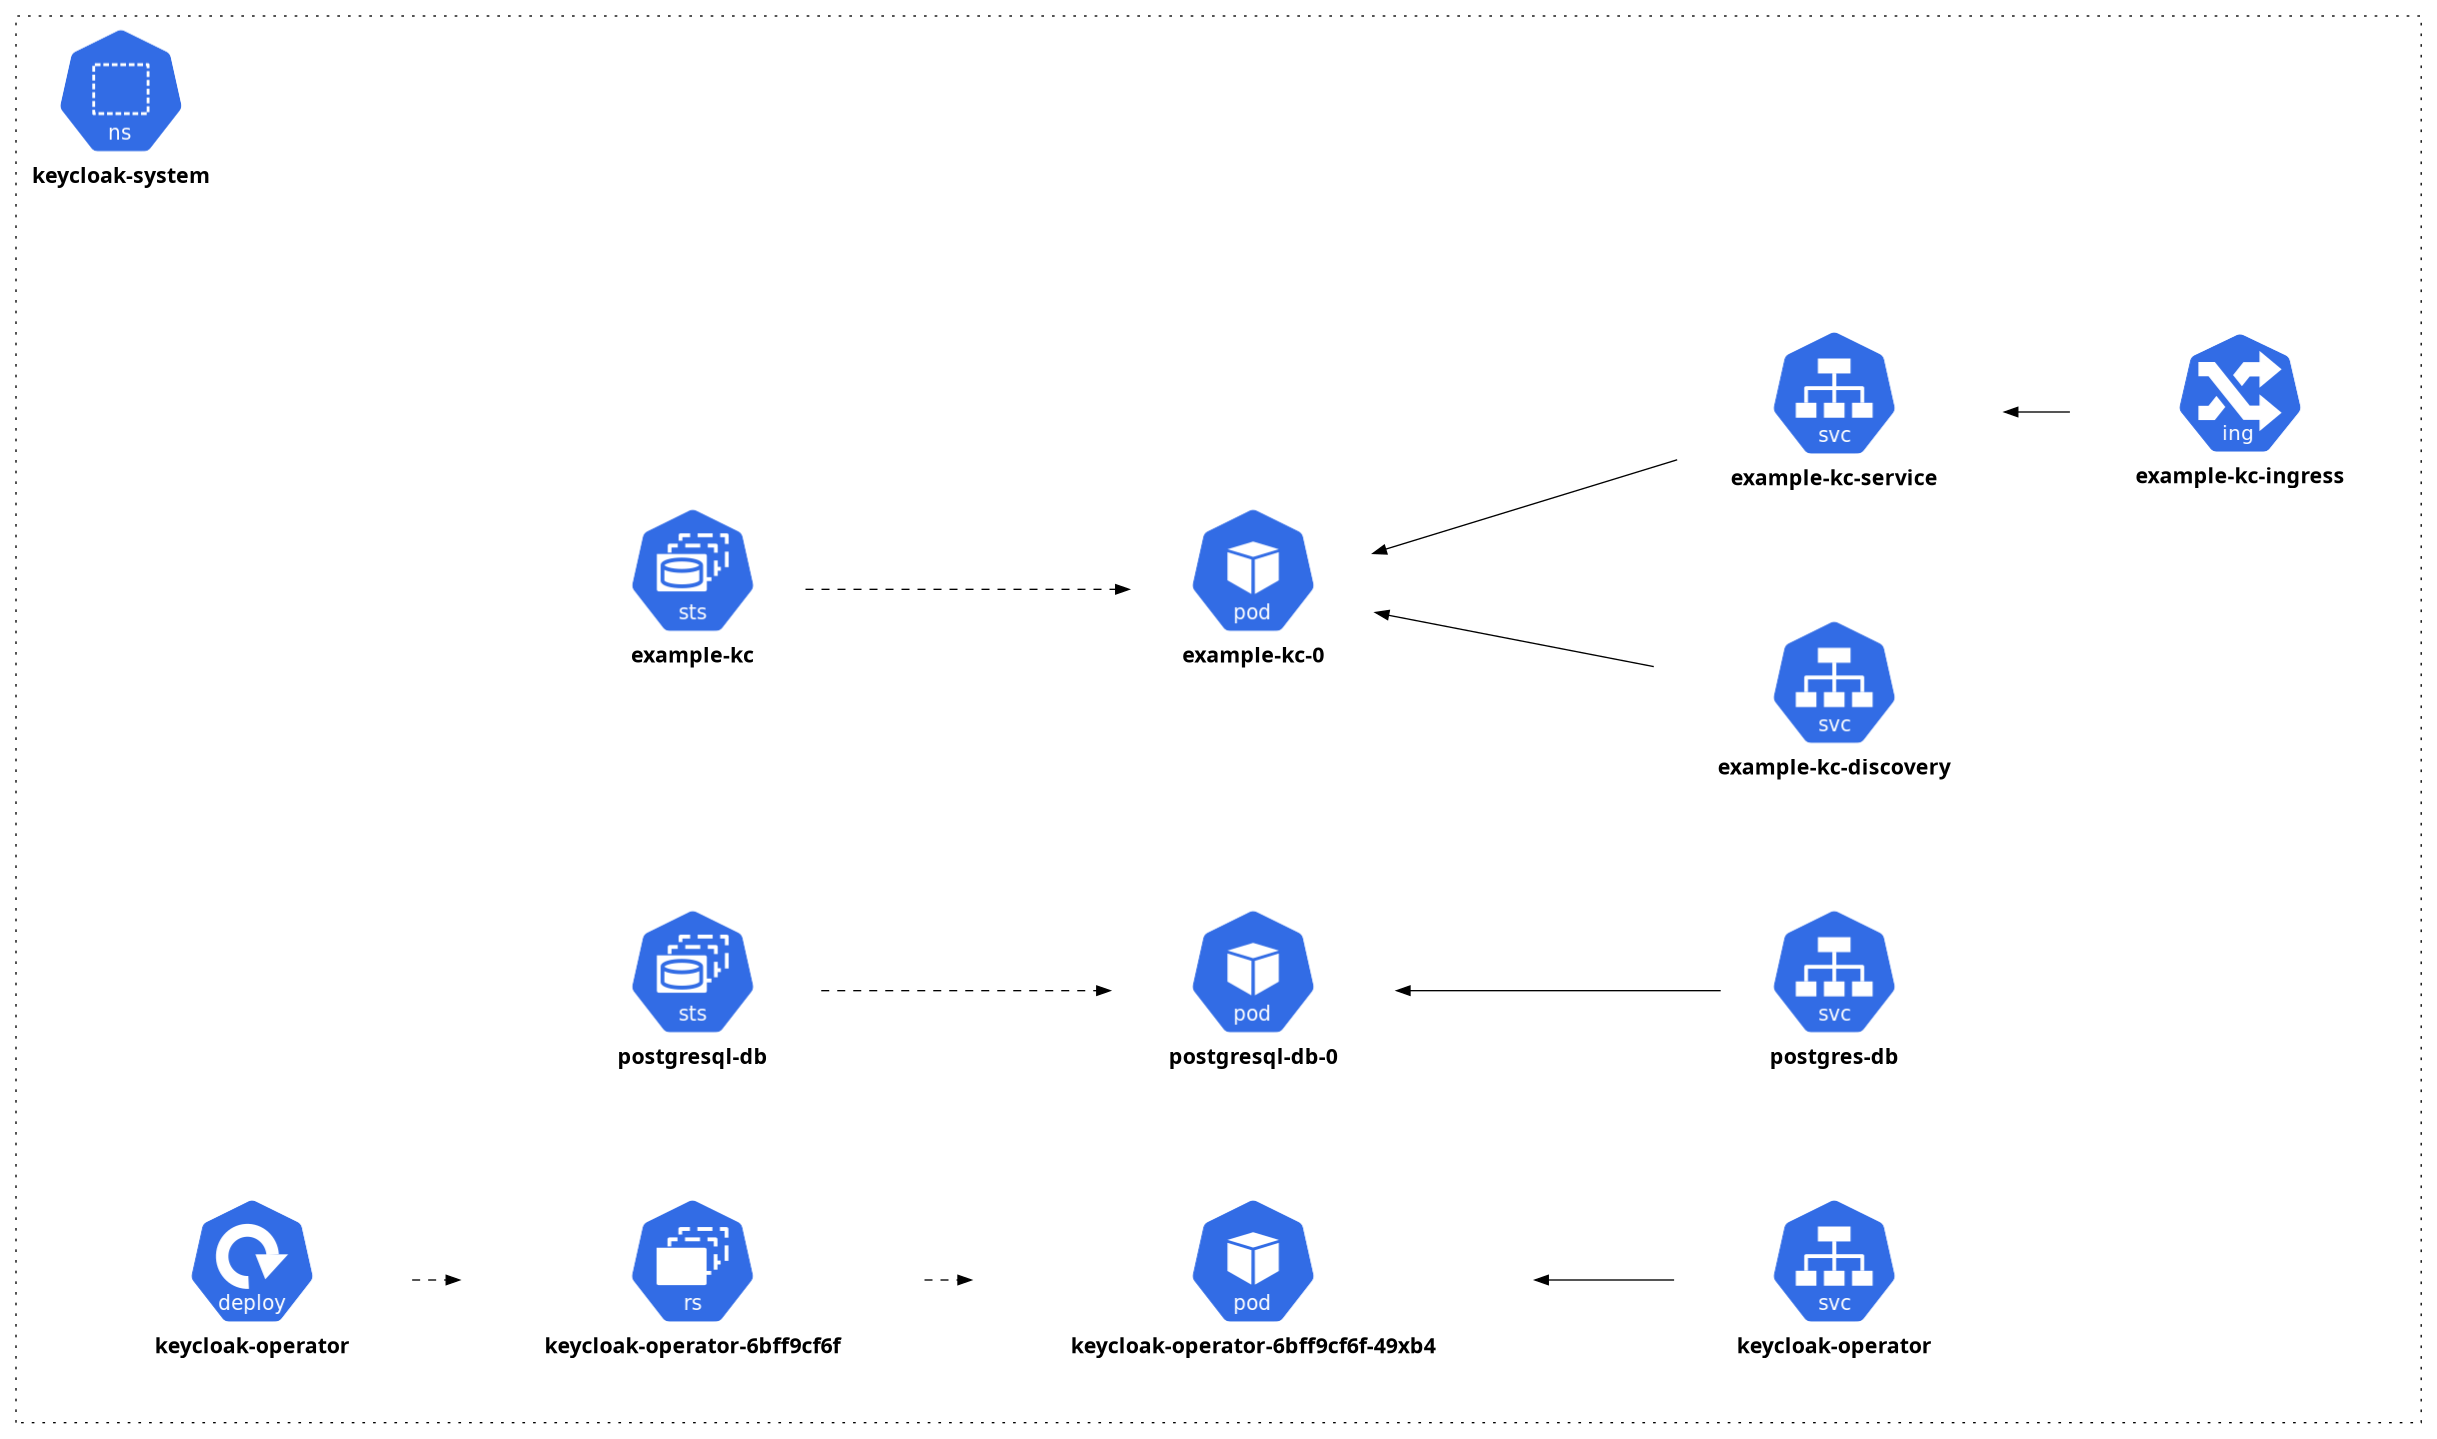 ns
keycloak-system
svc
example-kc-service
ing
example-kc-ingress
sts
example-kc
pod
example-kc-0
svc
example-kc-discovery
sts
postgresql-db
pod
postgresql-db-0
svc
postgres-db
deploy
keycloak-operator
rs
keycloak-operator-6bff9cf6f
pod
keycloak-operator-6bff9cf6f-49xb4
svc
keycloak-operator